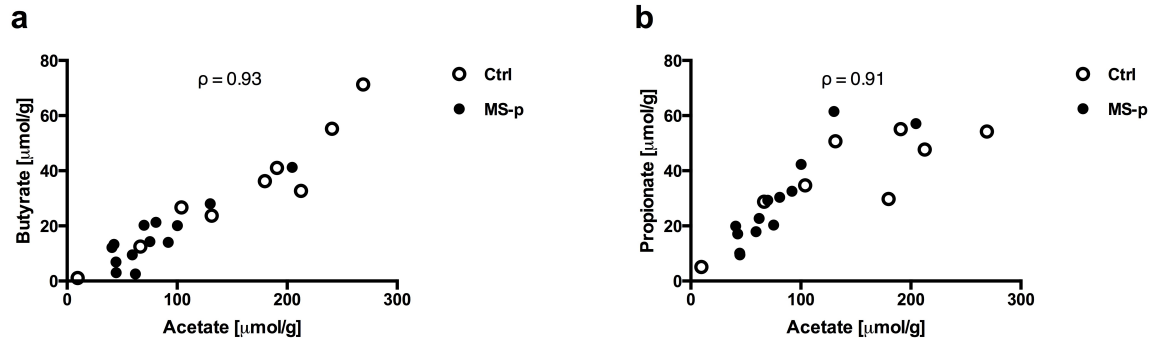 a
80
60
40
20
0
Butyrate [μmol/g]
ρ = 0.93
Ctrl
MS-p
0 100 200 300
Acetate [μmol/g]
b
80
60
40
20
0
Propionate [μmol/g]
ρ = 0.91
Ctrl
MS-p
0 100 200 300
Acetate [μmol/g]